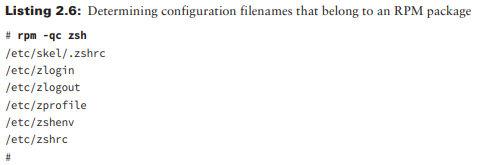 Listing 2.6: Determining configuration filenames that belong to an RPM package
# rpm -qc zsh
/etc/skel/.zshrc
/etc/zlogin
/etc/zlogout
/etc/zprofile
/etc/zshenv
/etc/zshrc
#